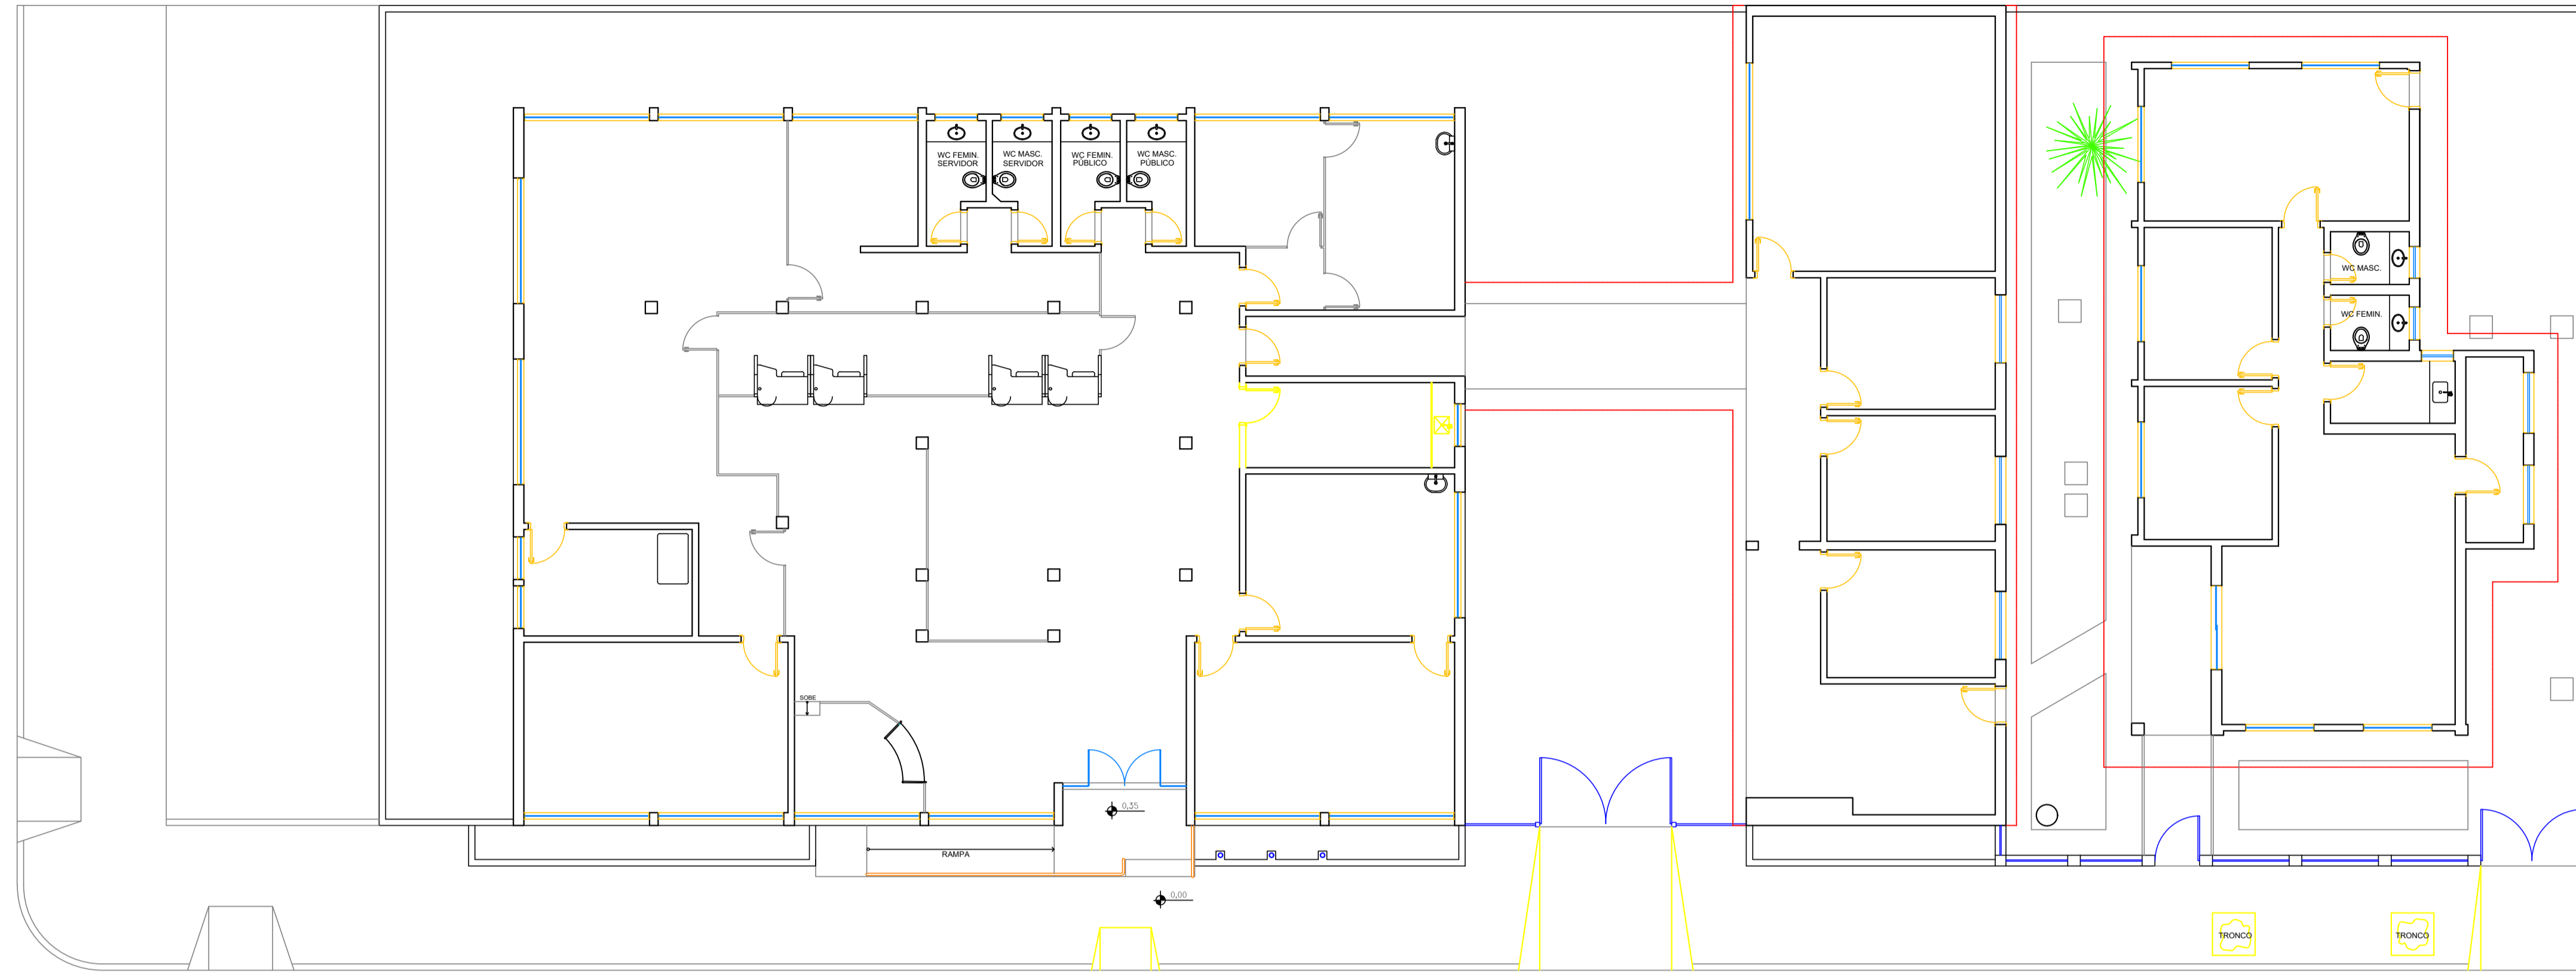 WC FEMIN.
SERVIDOR
WC MASC.
SERVIDOR
WC FEMIN.
PÚBLICO
WC MASC.
PÚBLICO
WC MASC.
WC FEMIN.
SOBE
0,35
RAMPA
0,00
TRONCO
TRONCO